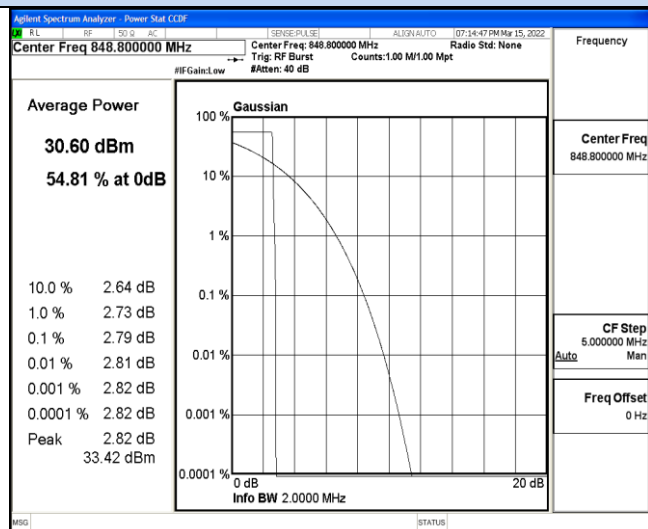 Agilent Spectrum Analyzer - Power Stat CCDF
RL RF 50 Ω AC SENSE:PULSE ALIGN AUTO 07:14:47 PM Mar 15, 2022
Center Freq 848.800000 MHz
Center Freq: 848.800000 MHz Radio Std: None
Trig: RF Burst Counts:1.00 M/1.00 Mpt
#IFGain:Low #Atten: 40 dB
Frequency
Average Power
30.60 dBm
54.81 % at 0dB
10.0 % 2.64 dB
1.0 % 2.73 dB
0.1 % 2.79 dB
0.01 % 2.81 dB
0.001 % 2.82 dB
0.0001 % 2.82 dB
Peak 2.82 dB
33.42 dBm
Gaussian
100 %
10 %
1 %
0.1 %
0.01 %
0.001 %
0.0001 %
0 dB 20 dB
Info BW 2.0000 MHz
Center Freq
848.800000 MHz
CF Step
5.000000 MHz
Auto Man
Freq Offset
0 Hz
MSG STATUS